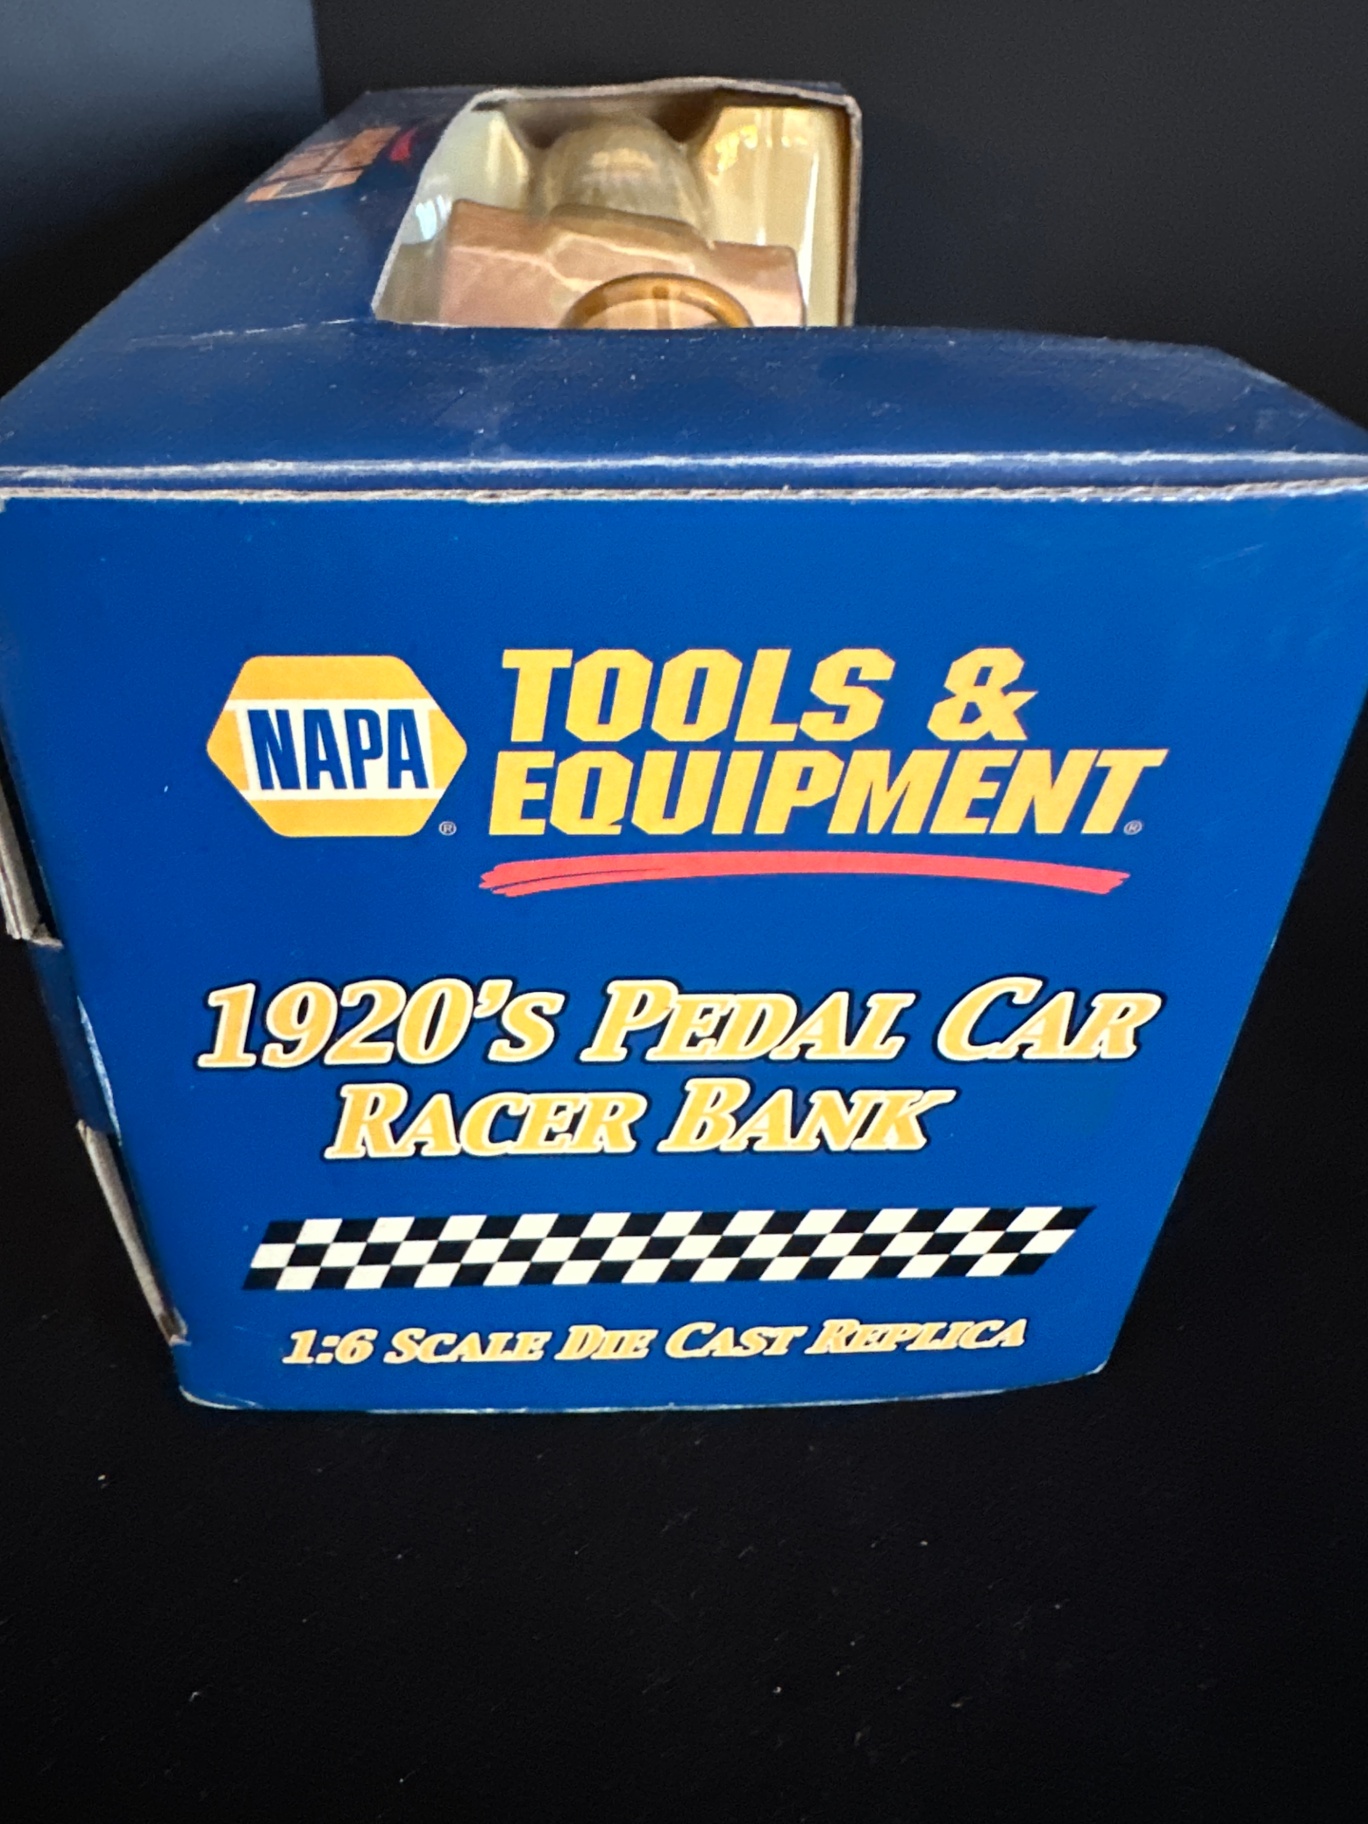 NAPA
®
TOOLS &
EQUIPMENT®
1920's PEDAL CAR
RACER BANK
1:6 SCALE DIE CAST REPLICA